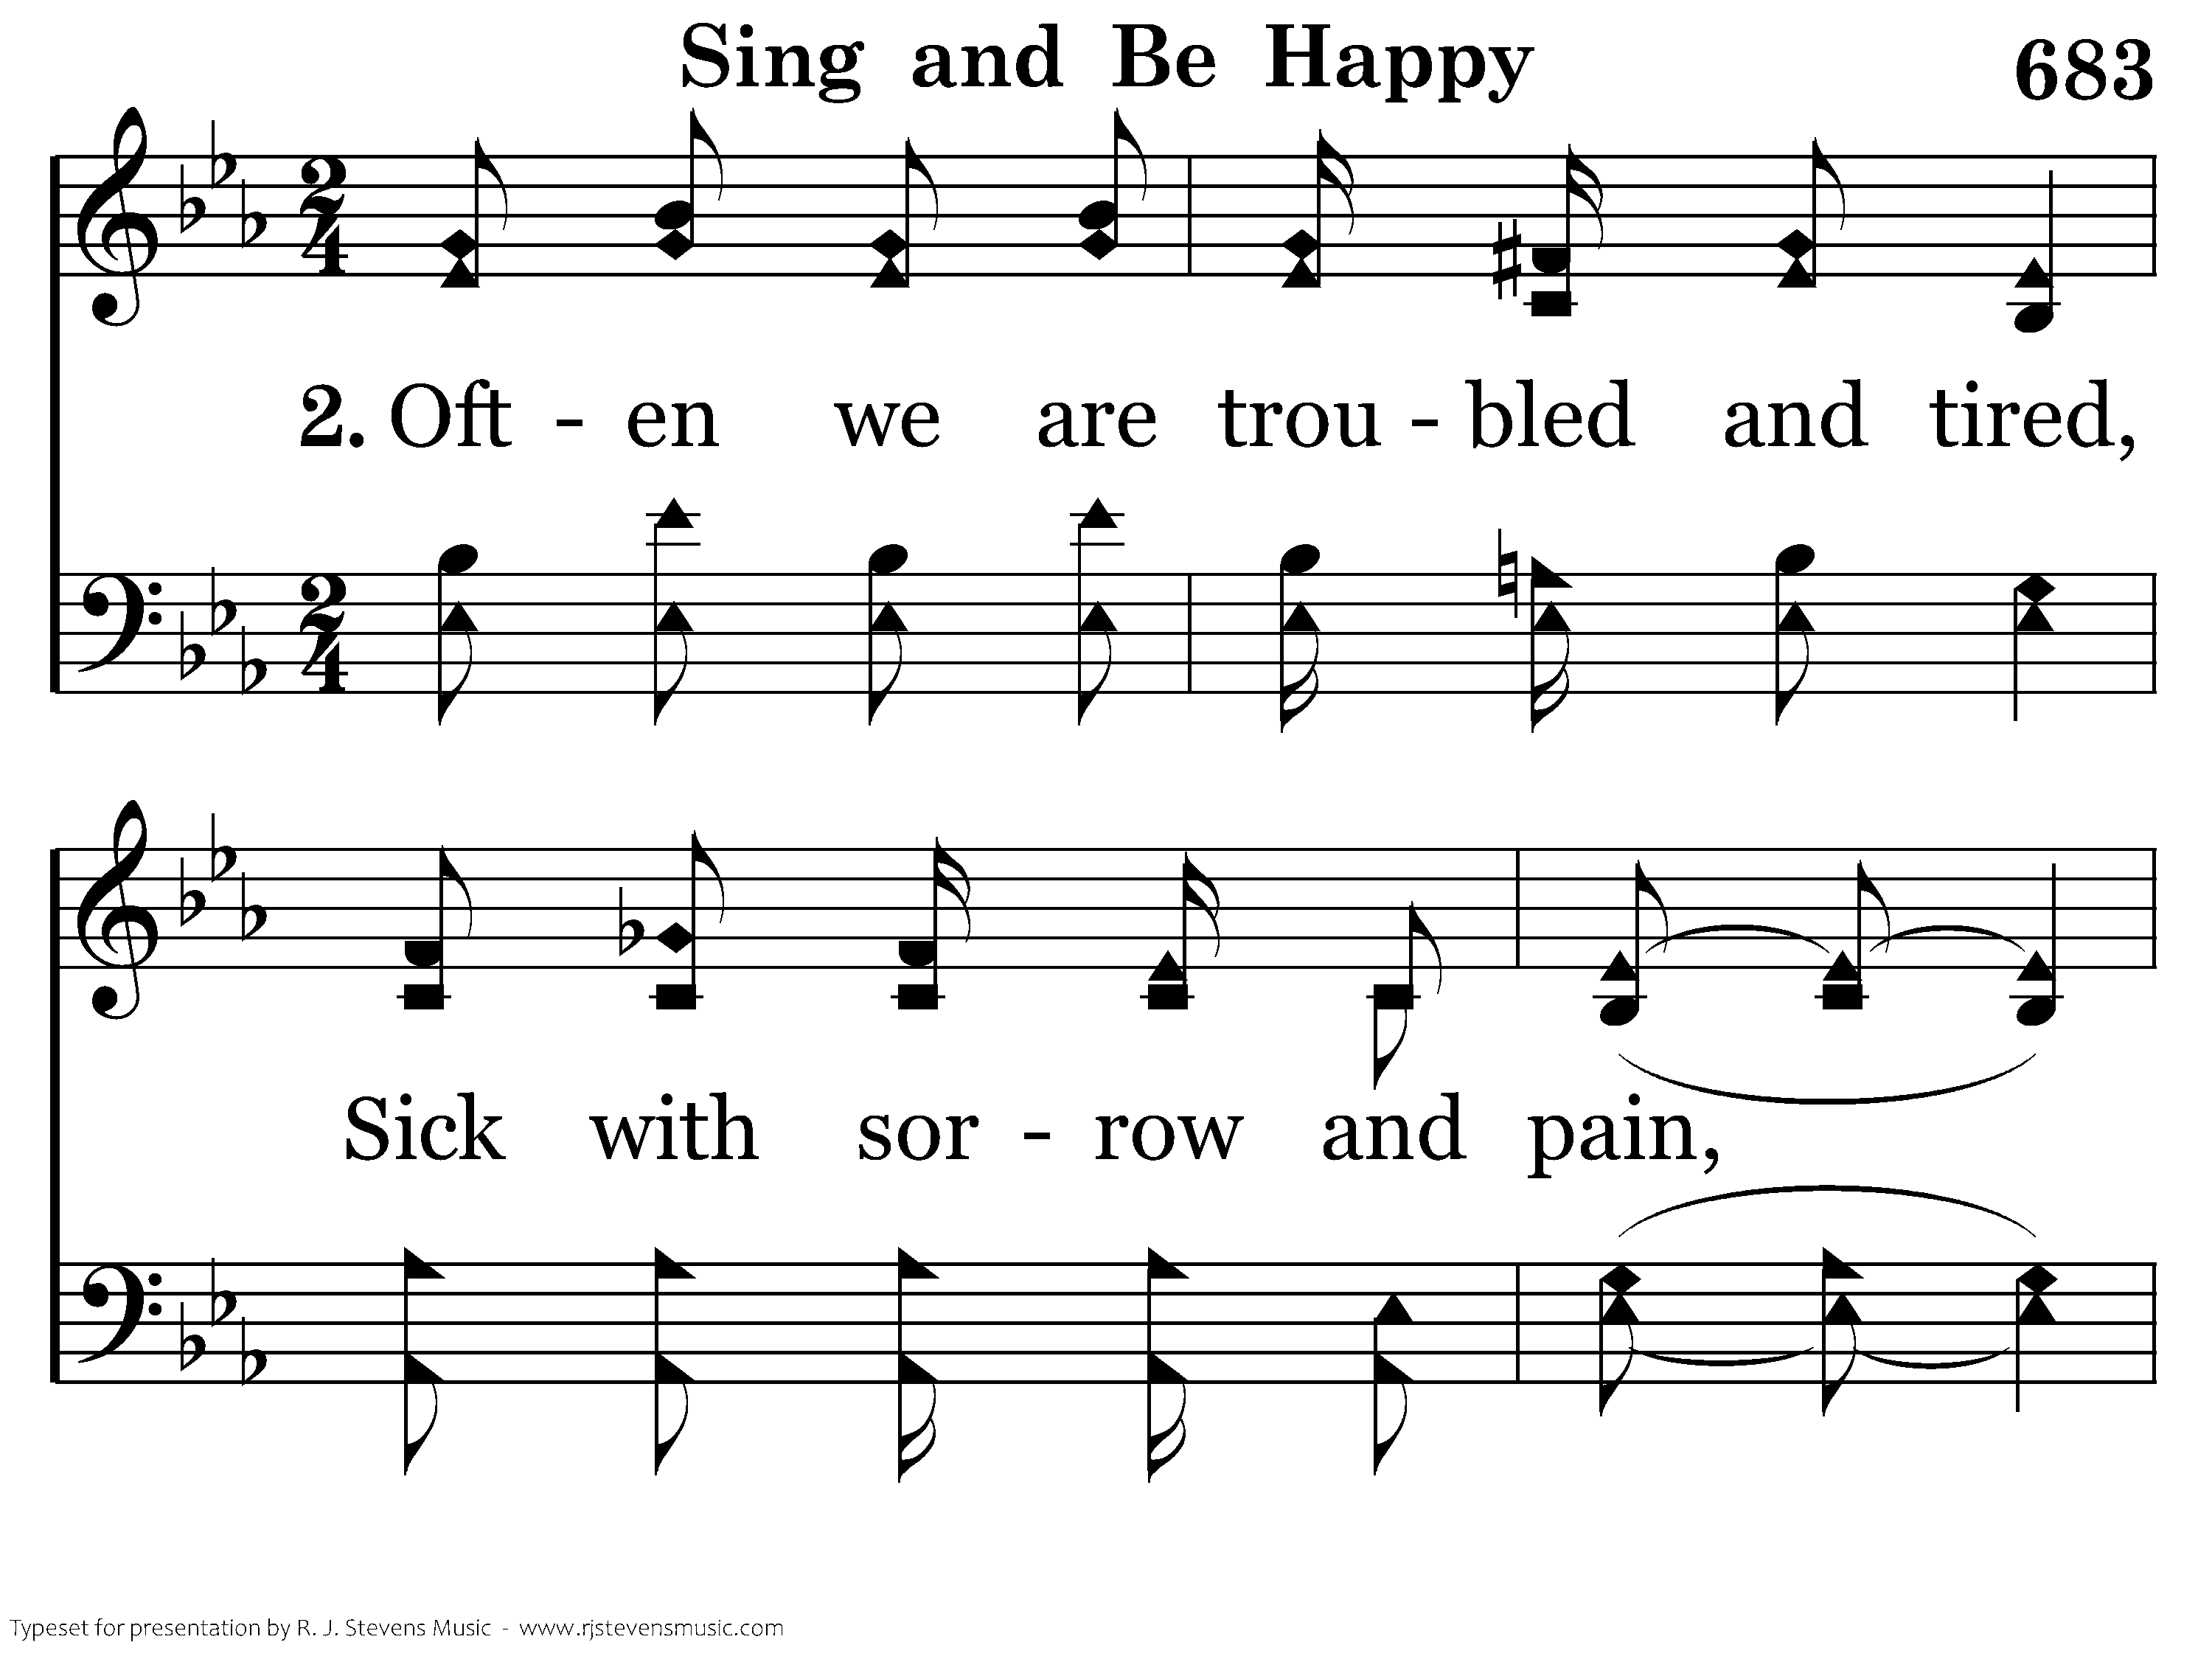 Sing and Be Happy 683
2. Oft - en we are trou - bled and tired,
Sick with sor - row and pain,
Typeset for presentation by R. J. Stevens Music - www.rjstevensmusic.com